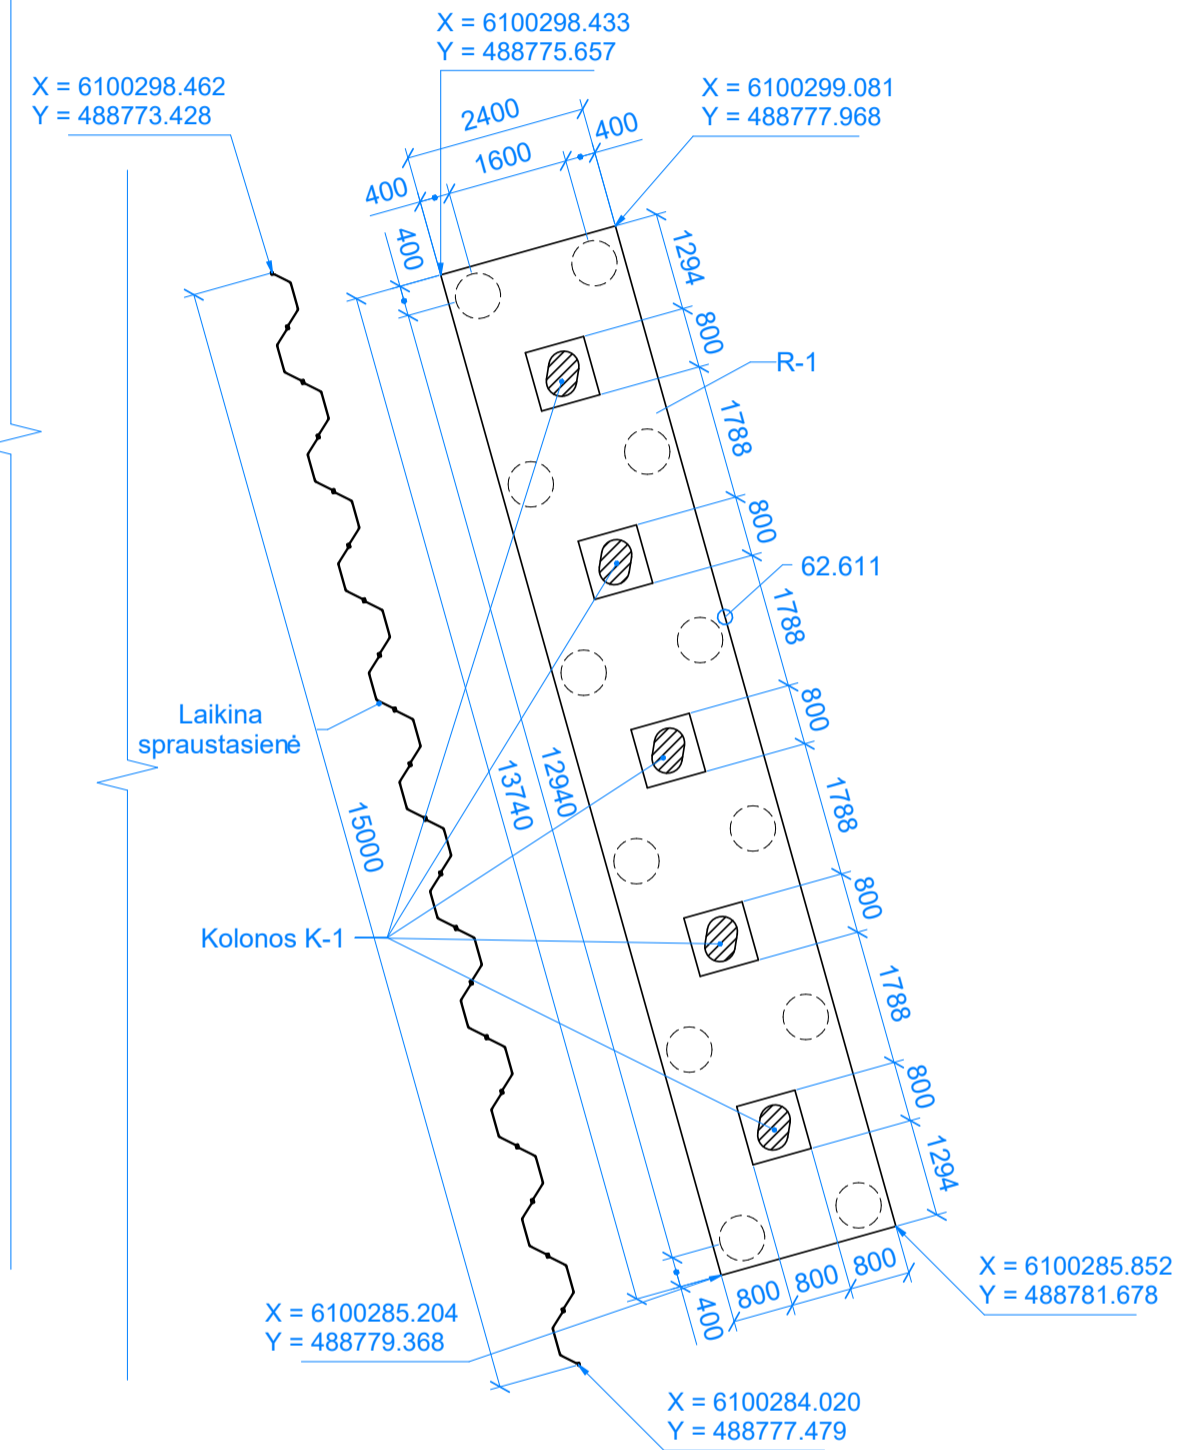 X = 6100298.433
Y = 488775.657
X = 6100298.462
Y = 488773.428
X = 6100299.081
Y = 488777.968
2400
400
1600
400
400
1294
800
R-1
1788
800
62.611
1788
800
Laikina
spraustasienė
13740
12940
15000
1788
800
Kolonos K-1
1788
800
1294
800
800
800
400
X = 6100285.852
Y = 488781.678
X = 6100285.204
Y = 488779.368
X = 6100284.020
Y = 488777.479